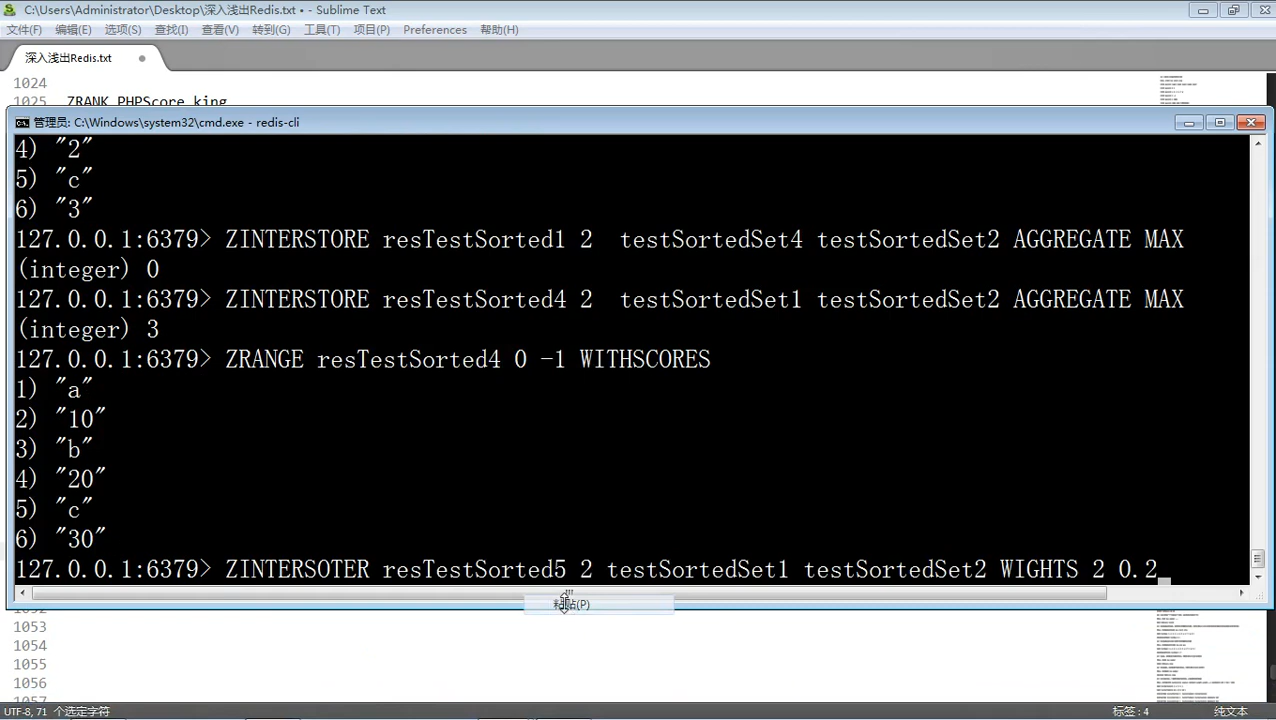 C:\Users\Administrator\Desktop\深入浅出Redis.txt • - Sublime Text
文件(F) 编辑(E) 选项(S) 查找(I) 查看(V) 转到(G) 工具(T) 项目(P) Preferences 帮助(H)
深入浅出Redis.txt
1024
1025 ZRANK PHPScore king
C:\Windows\system32\cmd.exe - redis-cli
4) "2"
5) "c"
6) "3"
127.0.0.1:6379> ZINTERSTORE resTestSorted1 2  testSortedSet4 testSortedSet2 AGGREGATE MAX
(integer) 0
127.0.0.1:6379> ZINTERSTORE resTestSorted4 2  testSortedSet1 testSortedSet2 AGGREGATE MAX
(integer) 3
127.0.0.1:6379> ZRANGE resTestSorted4 0 -1 WITHSCORES
1) "a"
2) "10"
3) "b"
4) "20"
5) "c"
6) "30"
127.0.0.1:6379> ZINTERSOTER resTestSorted5 2 testSortedSet1 testSortedSet2 WIGHTS 2 0.2
(P)
1052
1053
1054
1055
1056
1057
个选定字符
标签: 4
纯文本